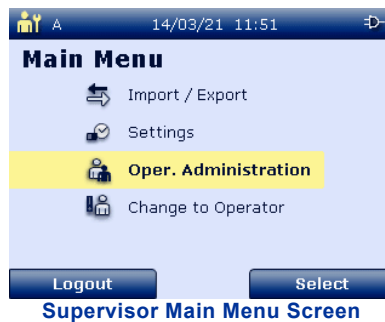 A 14/03/21 11:51
Main Menu
Import / Export
Settings
Oper. Administration
Change to Operator
Logout Select
Supervisor Main Menu Screen